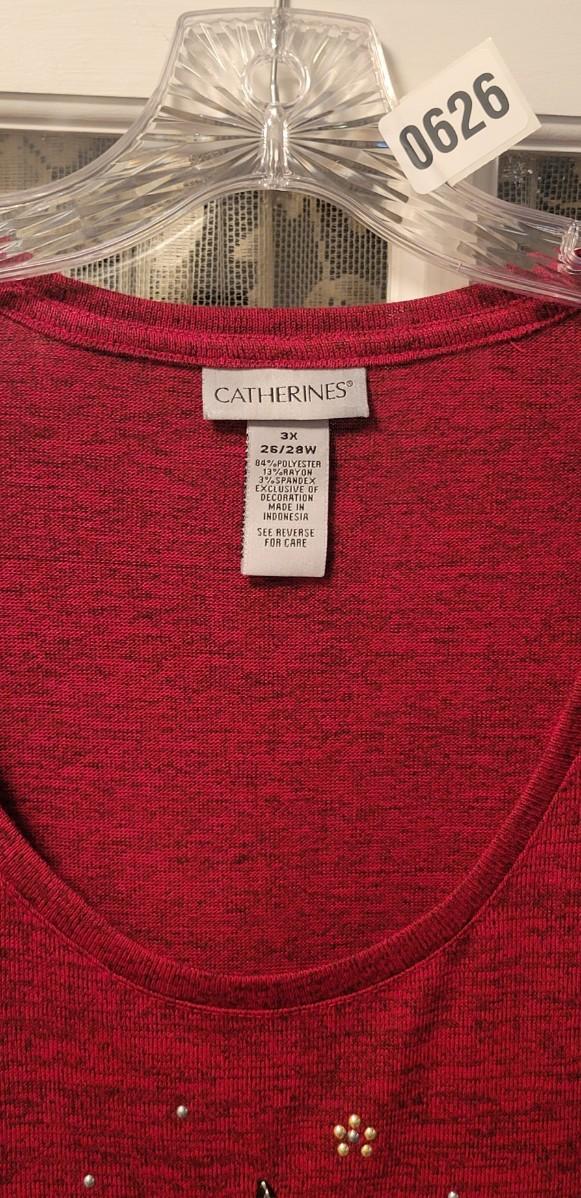 0626
CATHERINES®
3X
26/28W
84%POLYESTER
13%RAYON
3%SPANDEX
EXCLUSIVE OF
DECORATION
MADE IN
INDONESIA
SEE REVERSE
FOR CARE